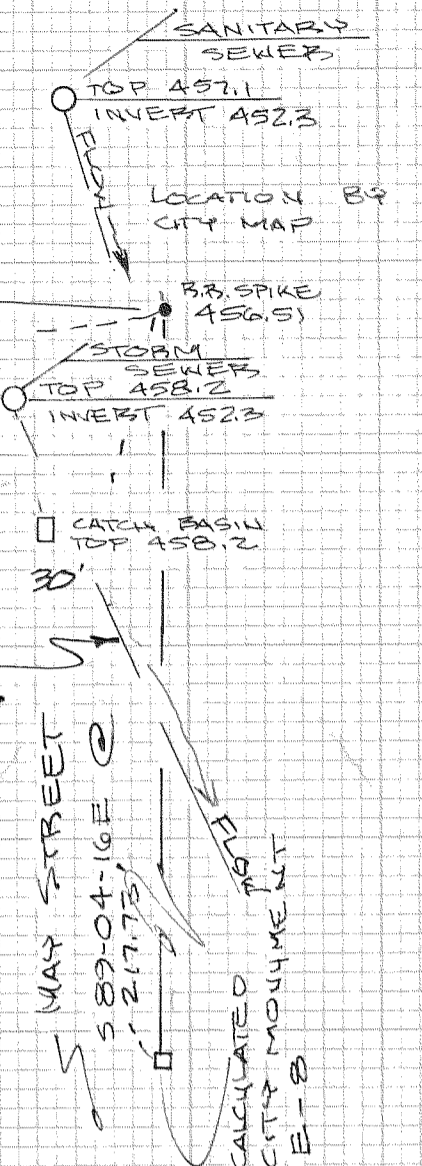 SANITARY
SEWER
TOP 457.1
INVERT 452.3
FLOW
LOCATION BY
CITY MAP
R.R. SPIKE
456.51
STORM
SEWER
TOP 458.2
INVERT 452.3
CATCH BASIN
TOP 458.2
30'
MAY STREET
S 89-04-16E @
217.75'
FLOW
CALCULATED
CITY MONUMENT
E-8